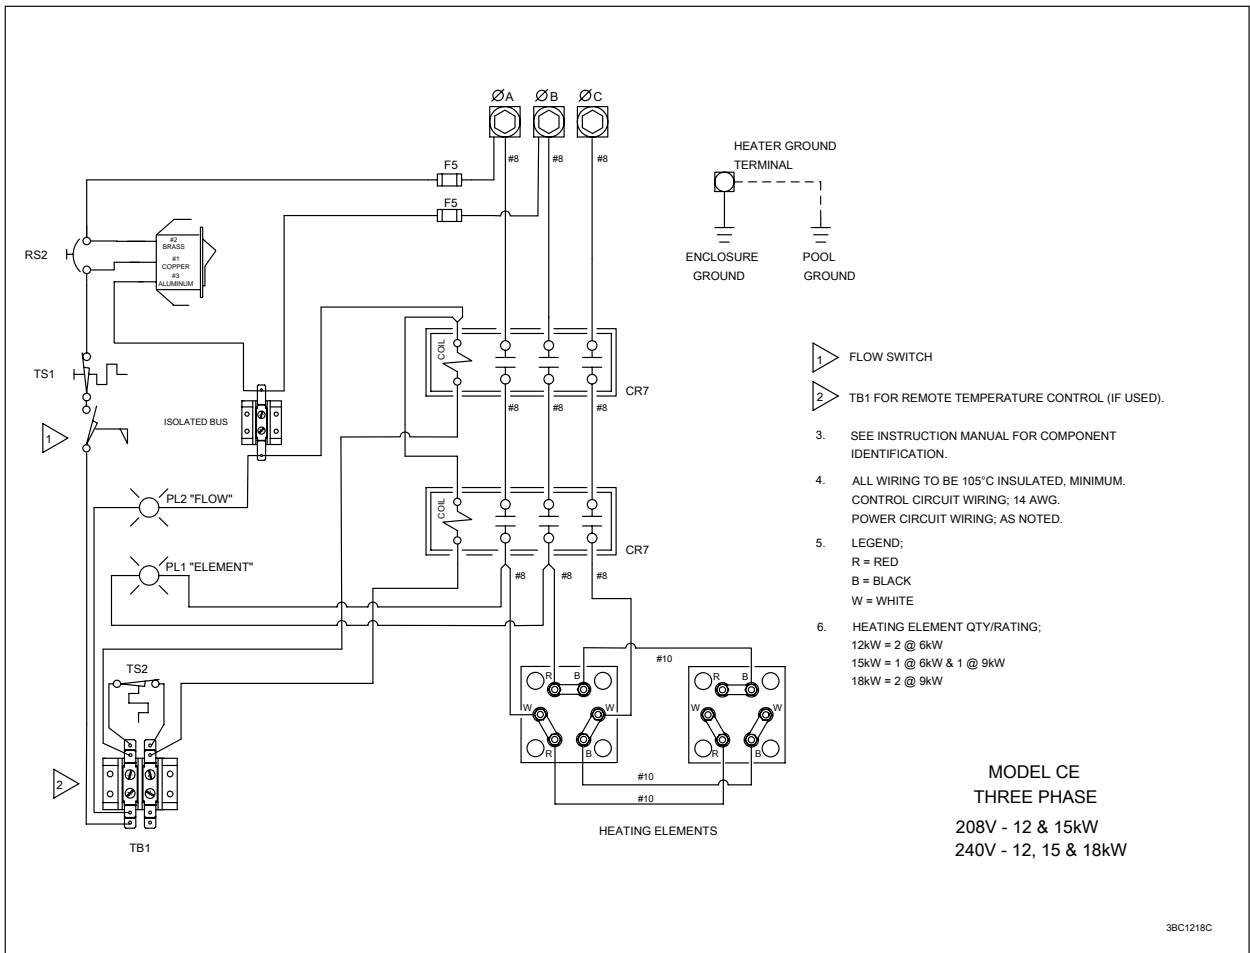 ØA ØB ØC
#8 #8 #8
F5
F5
HEATER GROUND
TERMINAL
ENCLOSURE
GROUND
POOL
GROUND
RS2
#2
BRASS
#1
COPPER
#3
ALUMINUM
TS1
1
ISOLATED BUS
COIL
CR7
#8 #8 #8
PL2 "FLOW"
COIL
CR7
#8 #8 #8
PL1 "ELEMENT"
TS2
2
TB1
#10
R B
W W
R B
R B
W W
R B
#10
#10
HEATING ELEMENTS
1 FLOW SWITCH
2 TB1 FOR REMOTE TEMPERATURE CONTROL (IF USED).
3. SEE INSTRUCTION MANUAL FOR COMPONENT
IDENTIFICATION.
4. ALL WIRING TO BE 105°C INSULATED, MINIMUM.
CONTROL CIRCUIT WIRING; 14 AWG.
POWER CIRCUIT WIRING; AS NOTED.
5. LEGEND;
R = RED
B = BLACK
W = WHITE
6. HEATING ELEMENT QTY/RATING;
12kW = 2 @ 6kW
15kW = 1 @ 6kW & 1 @ 9kW
18kW = 2 @ 9kW
MODEL CE
THREE PHASE
208V - 12 & 15kW
240V - 12, 15 & 18kW
3BC1218C